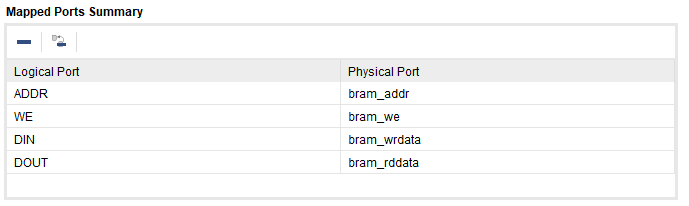 Mapped Ports Summary
Logical Port Physical Port
ADDR bram_addr
WE bram_we
DIN bram_wrdata
DOUT bram_rddata